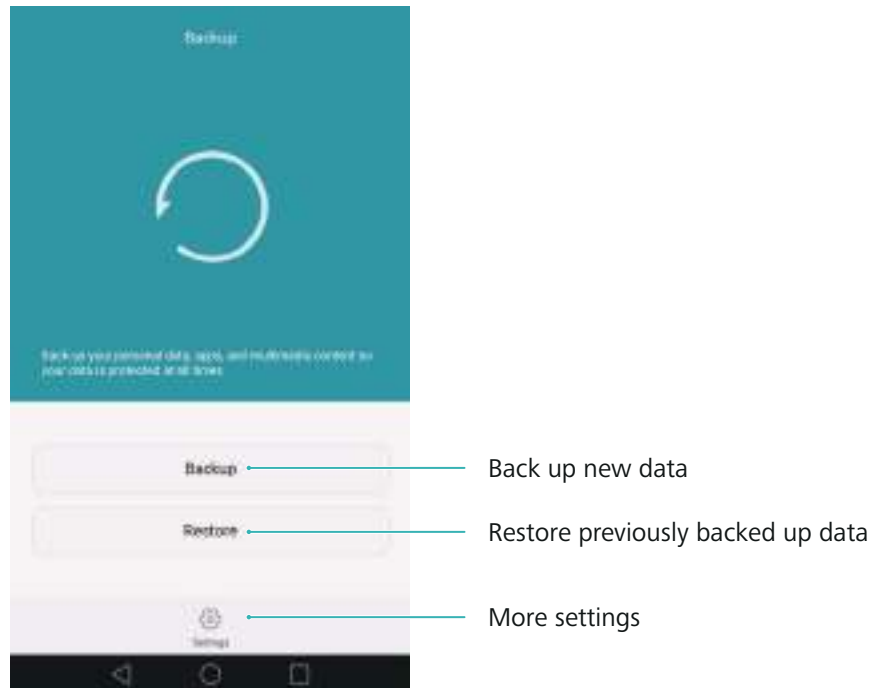 Backup
Back up your personal data, apps, and multimedia content so
your data is protected at all times
Backup
Back up new data
Restore
Restore previously backed up data
More settings
Settings